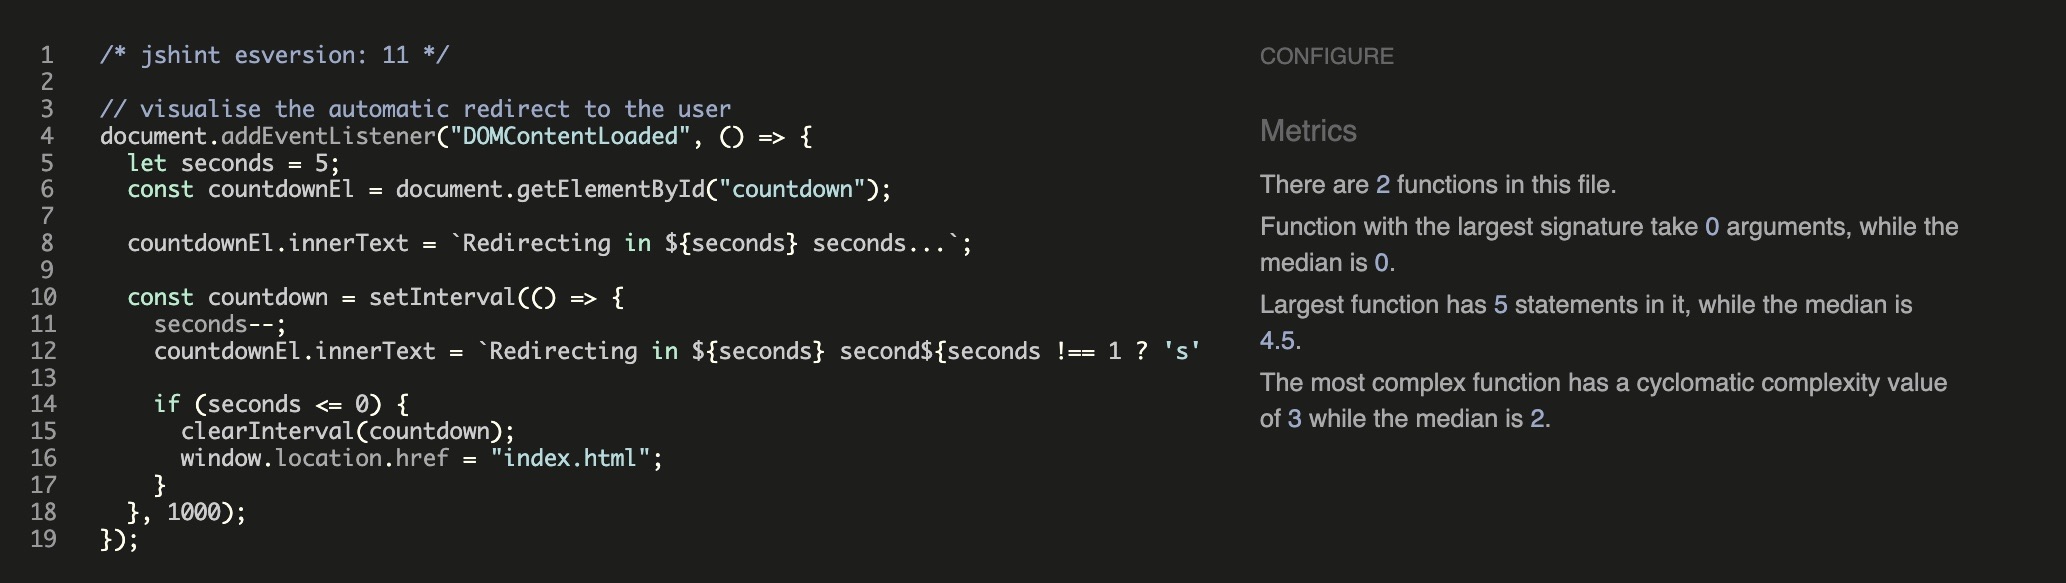 1 /* jshint esversion: 11 */
2
3 // visualise the automatic redirect to the user
4 document.addEventListener("DOMContentLoaded", () => {
5   let seconds = 5;
6   const countdownEl = document.getElementById("countdown");
7
8   countdownEl.innerText = `Redirecting in ${seconds} seconds...`;
9
10   const countdown = setInterval(() => {
11     seconds--;
12     countdownEl.innerText = `Redirecting in ${seconds} second${seconds !== 1 ? 's'
13
14     if (seconds <= 0) {
15       clearInterval(countdown);
16       window.location.href = "index.html";
17     }
18   }, 1000);
19 });
CONFIGURE
Metrics
There are 2 functions in this file.
Function with the largest signature take 0 arguments, while the
median is 0.
Largest function has 5 statements in it, while the median is
4.5.
The most complex function has a cyclomatic complexity value
of 3 while the median is 2.